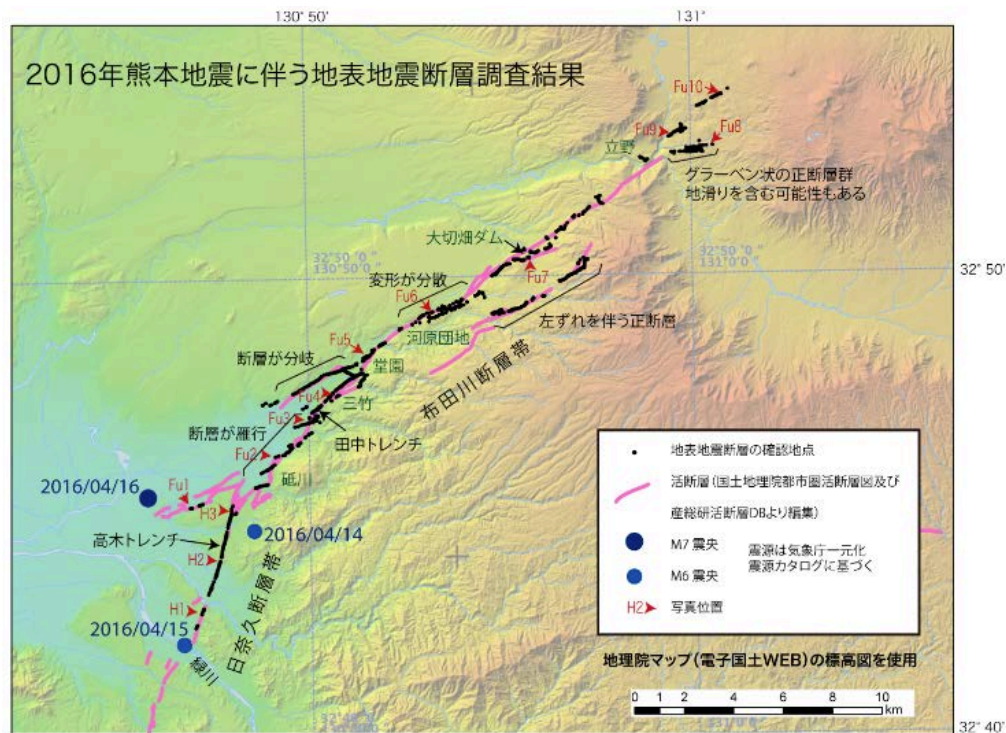 130°50
131°
2016年熊本地震に伴う地表地震断層調査結果
Fu10
Fu9
Fu8
立野
グラーベン状の正断層群
地滑りを含む可能性もある
大切畑ダム
32°50'0"
130°50'0"
32°50'0"
131°0'0"
32°50'
変形が分散
Fu6
Fu7
河原団地
左ずれを伴う正断層
Fu5
断層が分岐
堂園
布田川断層帯
Fu4
三竹
Fu3
断層が雁行
田中トレンチ
Fu2
砥川
2016/04/16
Fu1
H3
2016/04/14
高木トレンチ
H2
日奈久断層帯
H1
2016/04/15
緑川
地表地震断層の確認地点
活断層(国土地理院都市圏活断層図及び
産総研活断層DBより編集)
M7 震央
震源は気象庁一元化
震源カタログに基づく
M6 震央
H2
写真位置
地理院マップ(電子国土WEB)の標高図を使用
0 1 2 4 6 8 10
km
32°40'